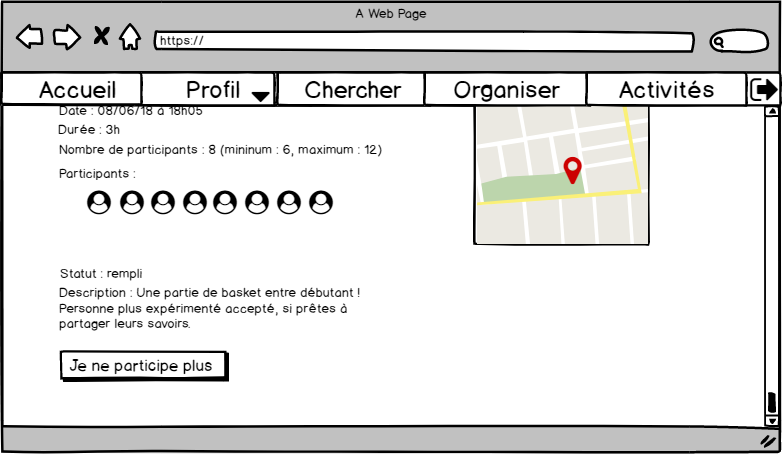 A Web Page
https://
Accueil
Profil
Chercher
Organiser
Activités
Date : 08/06/18 à 18h05
Durée : 3h
Nombre de participants : 8 (mininum : 6, maximum : 12)
Participants :
Statut : rempli
Description : Une partie de basket entre débutant !
Personne plus expérimenté accepté, si prêtes à
partager leurs savoirs.
Je ne participe plus